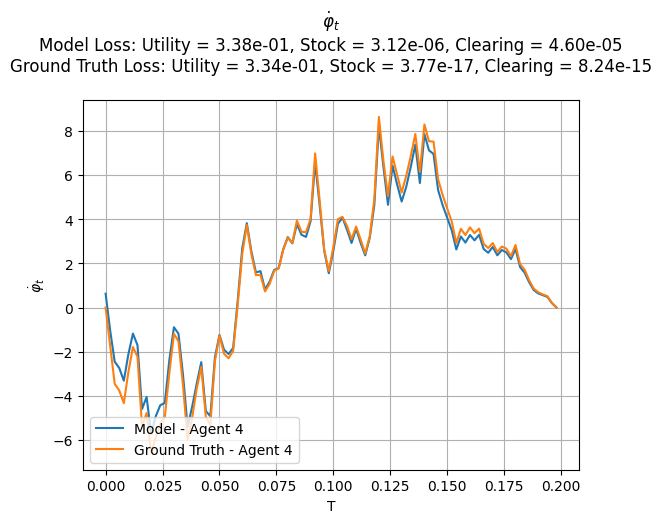 φ̇ₜ
Model Loss: Utility = 3.38e-01, Stock = 3.12e-06, Clearing = 4.60e-05
Ground Truth Loss: Utility = 3.34e-01, Stock = 3.77e-17, Clearing = 8.24e-15
φ̇ₜ
8
6
4
2
0
−2
−4
−6
Model - Agent 4
Ground Truth - Agent 4
0.000 0.025 0.050 0.075 0.100 0.125 0.150 0.175 0.200
T